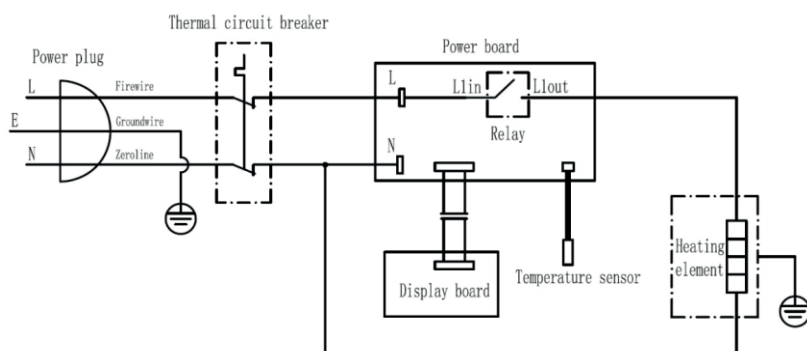 Thermal circuit breaker
Power plug
Power board
L
Firewire
L
L1in
L1out
E
Groundwire
Relay
N
Zeroline
N
Heating
element
Temperature sensor
Display board